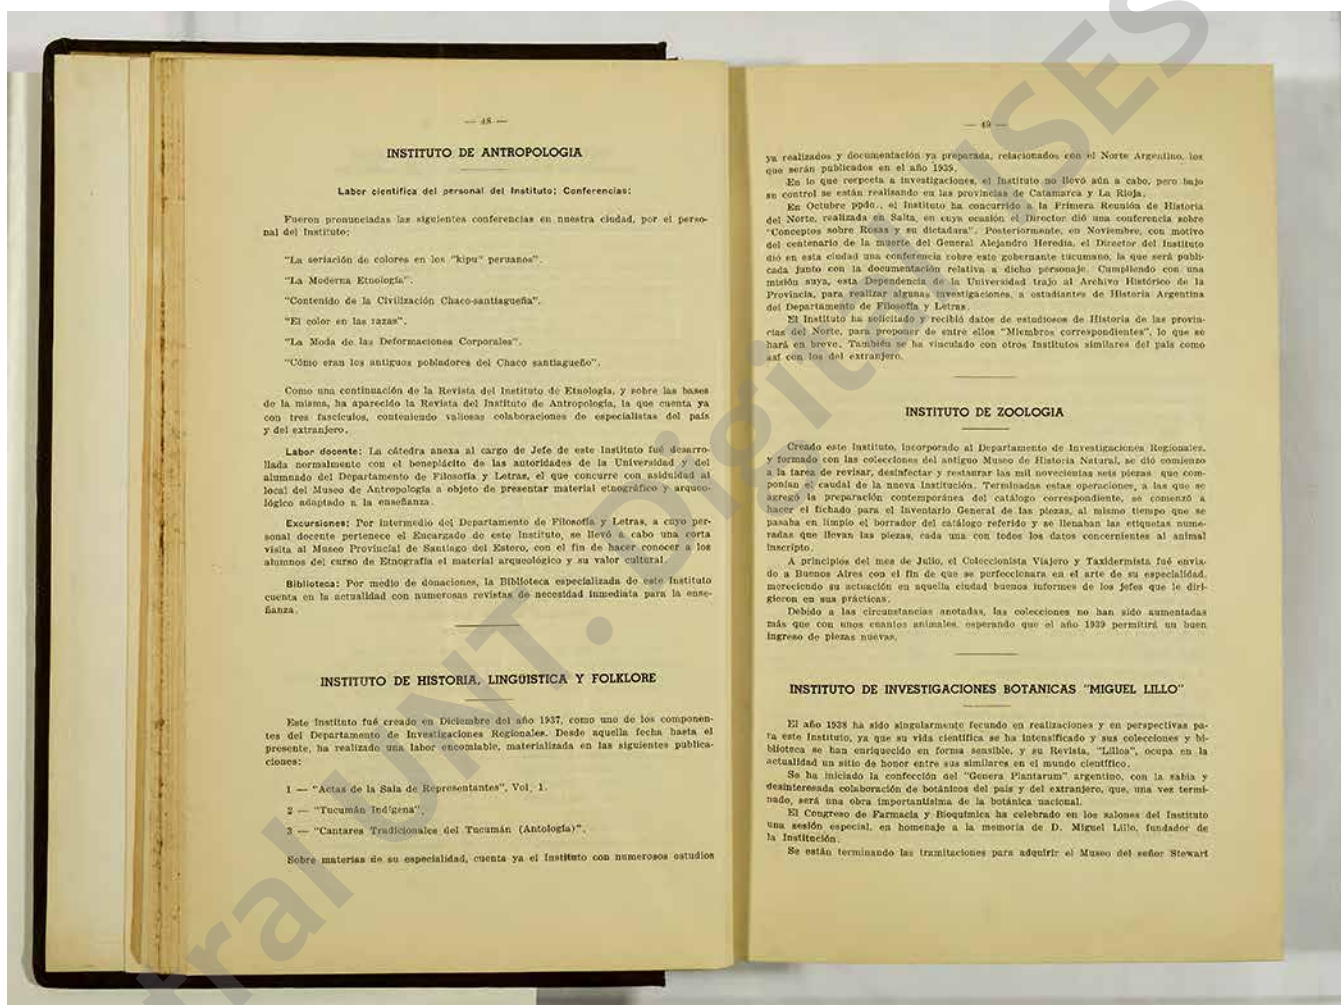 — 48 —
INSTITUTO DE ANTROPOLOGIA
Labor científica del personal del Instituto; Conferencias:
Fueron pronunciadas las siguientes conferencias en nuestra ciudad, por el perso-
nal del Instituto:
"La seriación de colores en los "kipu" peruanos".
"La Moderna Etnología".
"Contenido de la Civilización Chaco-santiagueña".
"El color en las razas".
"La Moda de las Deformaciones Corporales".
"Cómo eran los antiguos pobladores del Chaco santiagueño".
Como una continuación de la Revista del Instituto de Etnología, y sobre las bases
de la misma, ha aparecido la Revista del Instituto de Antropología, la que cuenta ya
con tres fascículos, conteniendo valiosas colaboraciones de especialistas del país
y del extranjero.
Labor docente: La cátedra anexa al cargo de Jefe de este Instituto fué desarro-
llada normalmente con el beneplácito de las autoridades de la Universidad y del
alumnado del Departamento de Filosofía y Letras, el que concurre con asiduidad al
local del Museo de Antropología a objeto de presentar material etnográfico y arqueo-
lógico adaptado a la enseñanza.
Excursiones: Por intermedio del Departamento de Filosofía y Letras, a cuyo per-
sonal docente pertenece el Encargado de este Instituto, se llevó a cabo una corta
visita al Museo Provincial de Santiago del Estero, con el fin de hacer conocer a los
alumnos del curso de Etnografía el material arqueológico y su valor cultural.
Biblioteca: Por medio de donaciones, la Biblioteca especializada de este Instituto
cuenta en la actualidad con numerosas revistas de necesidad inmediata para la ense-
ñanza.
INSTITUTO DE HISTORIA, LINGÜISTICA Y FOLKLORE
Este Instituto fué creado en Diciembre del año 1937, como uno de los componen-
tes del Departamento de Investigaciones Regionales. Desde aquella fecha hasta el
presente, ha realizado una labor encomiable, materializada en las siguientes publica-
ciones:
1 — "Actas de la Sala de Representantes", Vol. 1.
2 — "Tucumán Indígena".
3 — "Cantares Tradicionales del Tucumán (Antología)".
Sobre materias de su especialidad, cuenta ya el Instituto con numerosos estudios
— 49 —
ya realizados y documentación ya preparada, relacionados con el Norte Argentino, los
que serán publicados en el año 1939.
En lo que respecta a investigaciones, el Instituto no llevó aún a cabo, pero bajo
su control se están realisando en las provincias de Catamarca y La Rioja.
En Octubre ppdo., el Instituto ha concurrido a la Primera Reunión de Historia
del Norte, realizada en Salta, en cuya ocasión el Director dió una conferencia sobre
"Conceptos sobre Rosas y su dictadura". Posteriormente, en Noviembre, con motivo
del centenario de la muerte del General Alejandro Heredia, el Director del Instituto
dió en esta ciudad una conferencia sobre este gobernante tucumano, la que será publi-
cada junto con la documentación relativa a dicho personaje. Cumpliendo con una
misión suya, esta Dependencia de la Universidad trajo al Archivo Histórico de la
Provincia, para realizar algunas investigaciones, a estudiantes de Historia Argentina
del Departamento de Filosofía y Letras.
El Instituto ha solicitado y recibió datos de estudiosos de Historia de las provin-
cias del Norte, para proponer de entre ellos "Miembros correspondientes", lo que se
hará en breve. También se ha vinculado con otros Institutos similares del país como
así con los del extranjero.
INSTITUTO DE ZOOLOGIA
Creado este Instituto, incorporado al Departamento de Investigaciones Regionales,
y formado con las colecciones del antiguo Museo de Historia Natural, se dió comienzo
a la tarea de revisar, desinfectar y restaurar las mil novecientas seis piezas que com-
ponían el caudal de la nueva Institución. Terminadas estas operaciones, a las que se
agregó la preparación contemporánea del catálogo correspondiente, se comenzó a
hacer el fichado para el Inventario General de las piezas, al mismo tiempo que se
pasaba en limpio el borrador del catálogo referido y se llenaban las etiquetas nume-
radas que llevan las piezas, cada una con todos los datos concernientes al animal
inscripto.
A principios del mes de Julio, el Coleccionista Viajero y Taxidermista fué envia-
do a Buenos Aires con el fin de que se perfeccionara en el arte de su especialidad,
mereciendo su actuación en aquella ciudad buenos informes de los jefes que le diri-
gieron en sus prácticas.
Debido a las circunstancias anotadas, las colecciones no han sido aumentadas
más que con unos cuantos animales, esperando que el año 1939 permitirá un buen
ingreso de piezas nuevas.
INSTITUTO DE INVESTIGACIONES BOTANICAS "MIGUEL LILLO"
El año 1938 ha sido singularmente fecundo en realizaciones y en perspectivas pa-
ra este Instituto, ya que su vida científica se ha intensificado y sus colecciones y bi-
blioteca se han enriquecido en forma sensible, y su Revista, "Lilloa", ocupa en la
actualidad un sitio de honor entre sus similares en el mundo científico.
Se ha iniciado la confección del "Genera Plantarum" argentino, con la sabia y
desinteresada colaboración de botánicos del país y del extranjero, que, una vez termi-
nado, será una obra importantísima de la botánica nacional.
El Congreso de Farmacia y Bioquímica ha celebrado en los salones del Instituto
una sesión especial, en homenaje a la memoria de D. Miguel Lillo, fundador de
la Institución.
Se están terminando las tramitaciones para adquirir el Museo del señor Stewart
tral UNT. Digital USES